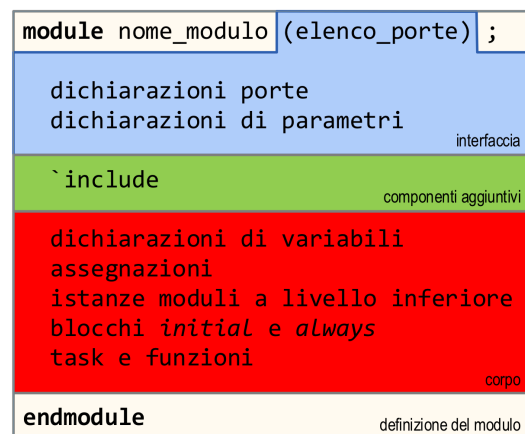 module nome_modulo (elenco_porte) ;
dichiarazioni porte
dichiarazioni di parametri
interfaccia
`include
componenti aggiuntivi
dichiarazioni di variabili
assegnazioni
istanze moduli a livello inferiore
blocchi initial e always
task e funzioni
corpo
endmodule
definizione del modulo